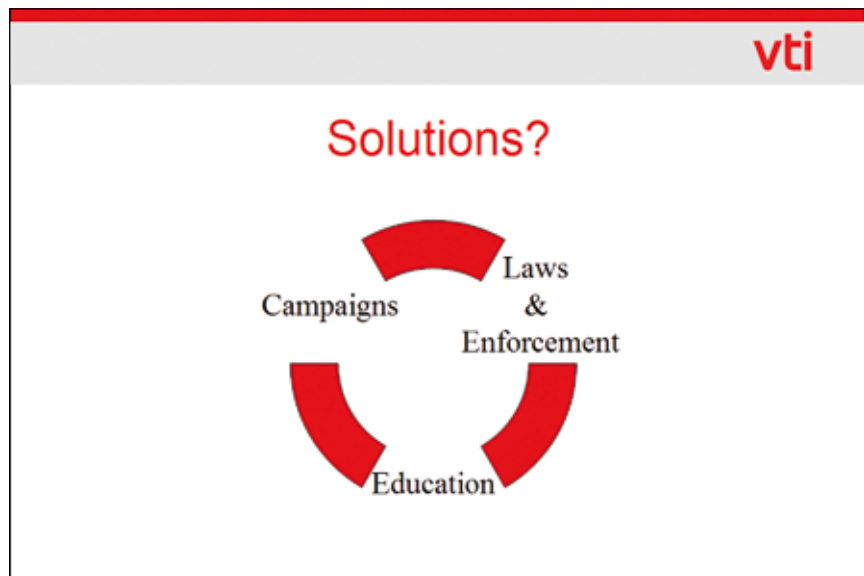 vti
Solutions?
Campaigns
Laws
&
Enforcement
Education